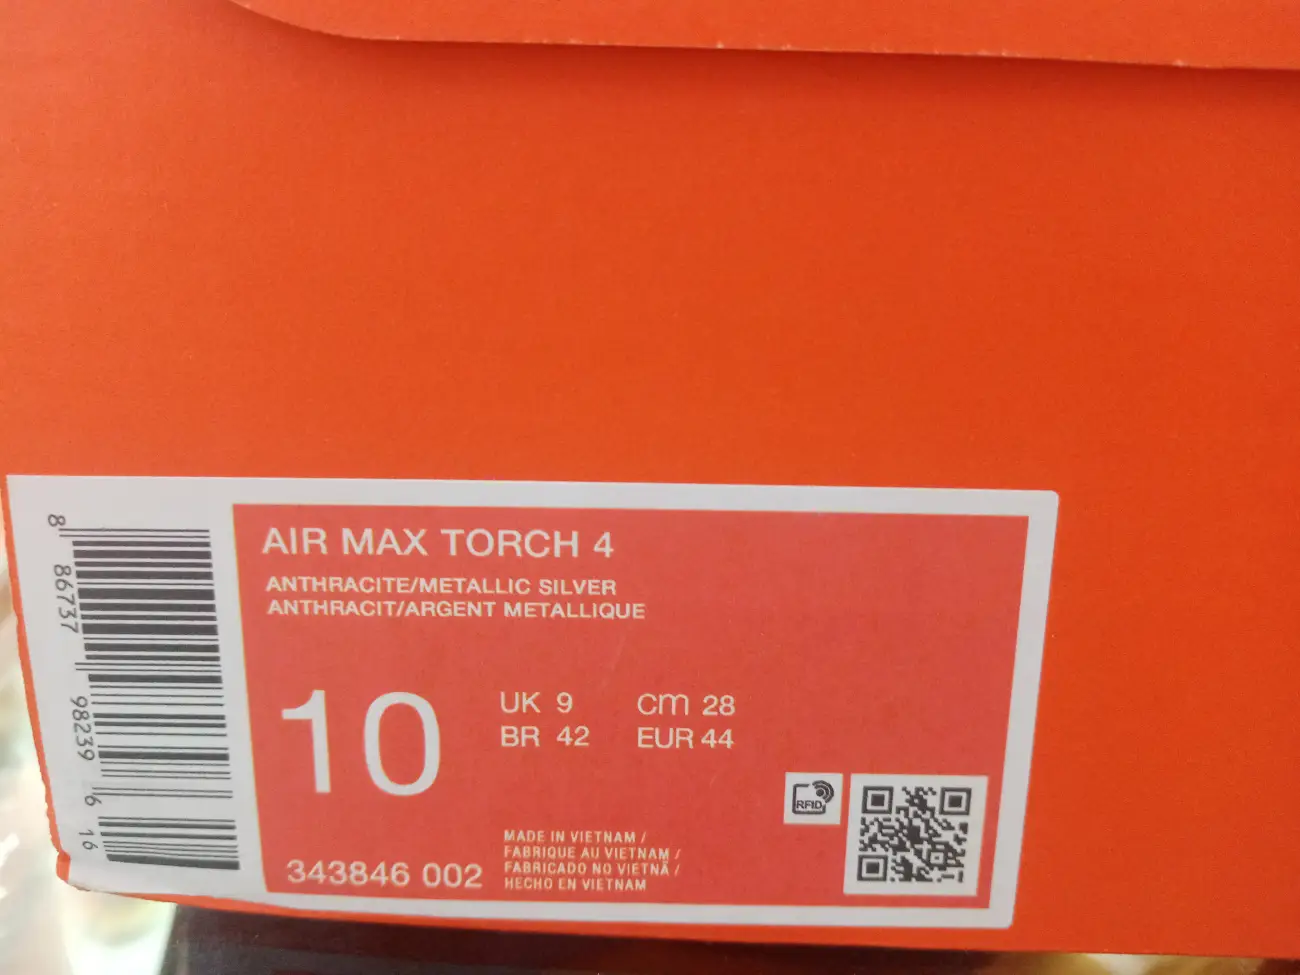 AIR MAX TORCH 4
ANTHRACITE/METALLIC SILVER
ANTHRACIT/ARGENT METALLIQUE
10
UK 9 cm 28
BR 42 EUR 44
RFID
343846 002
MADE IN VIETNAM /
FABRIQUE AU VIETNAM /
FABRICADO NO VIETNÃ /
HECHO EN VIETNAM
8 86737 98239 6 16